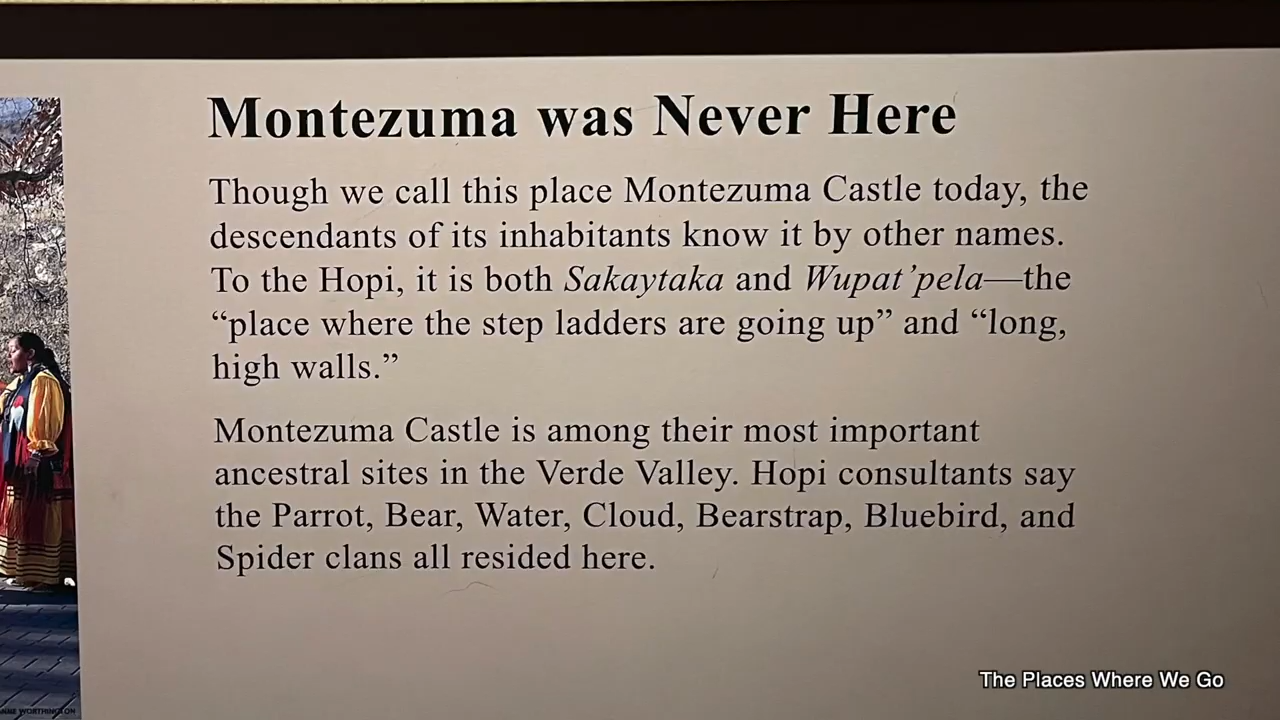 Montezuma was Never Here
Though we call this place Montezuma Castle today, the
descendants of its inhabitants know it by other names.
To the Hopi, it is both Sakaytaka and Wupat’pela—the
“place where the step ladders are going up” and “long,
high walls.”
Montezuma Castle is among their most important
ancestral sites in the Verde Valley. Hopi consultants say
the Parrot, Bear, Water, Cloud, Bearstrap, Bluebird, and
Spider clans all resided here.
WORTHINGTON
The Places Where We Go